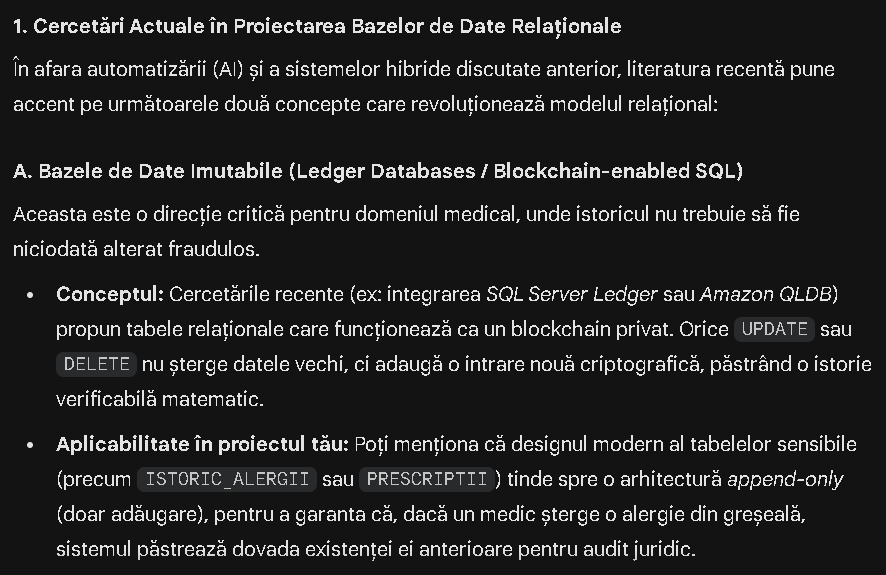 1. Cercetări Actuale în Proiectarea Bazelor de Date Relaționale
În afara automatizării (AI) și a sistemelor hibride discutate anterior, literatura recentă pune
accent pe următoarele două concepte care revoluționează modelul relațional:
A. Bazele de Date Imutabile (Ledger Databases / Blockchain-enabled SQL)
Aceasta este o direcție critică pentru domeniul medical, unde istoricul nu trebuie să fie
niciodată alterat fraudulos.
• Conceptul: Cercetările recente (ex: integrarea SQL Server Ledger sau Amazon QLDB)
propun tabele relaționale care funcționează ca un blockchain privat. Orice UPDATE sau
DELETE nu șterge datele vechi, ci adaugă o intrare nouă criptografică, păstrând o istorie
verificabilă matematic.
• Aplicabilitate în proiectul tău: Poți menționa că designul modern al tabelelor sensibile
(precum ISTORIC_ALERGII sau PRESCRIPTII) tinde spre o arhitectură append-only
(doar adăugare), pentru a garanta că, dacă un medic șterge o alergie din greșeală,
sistemul păstrează dovada existenței ei anterioare pentru audit juridic.